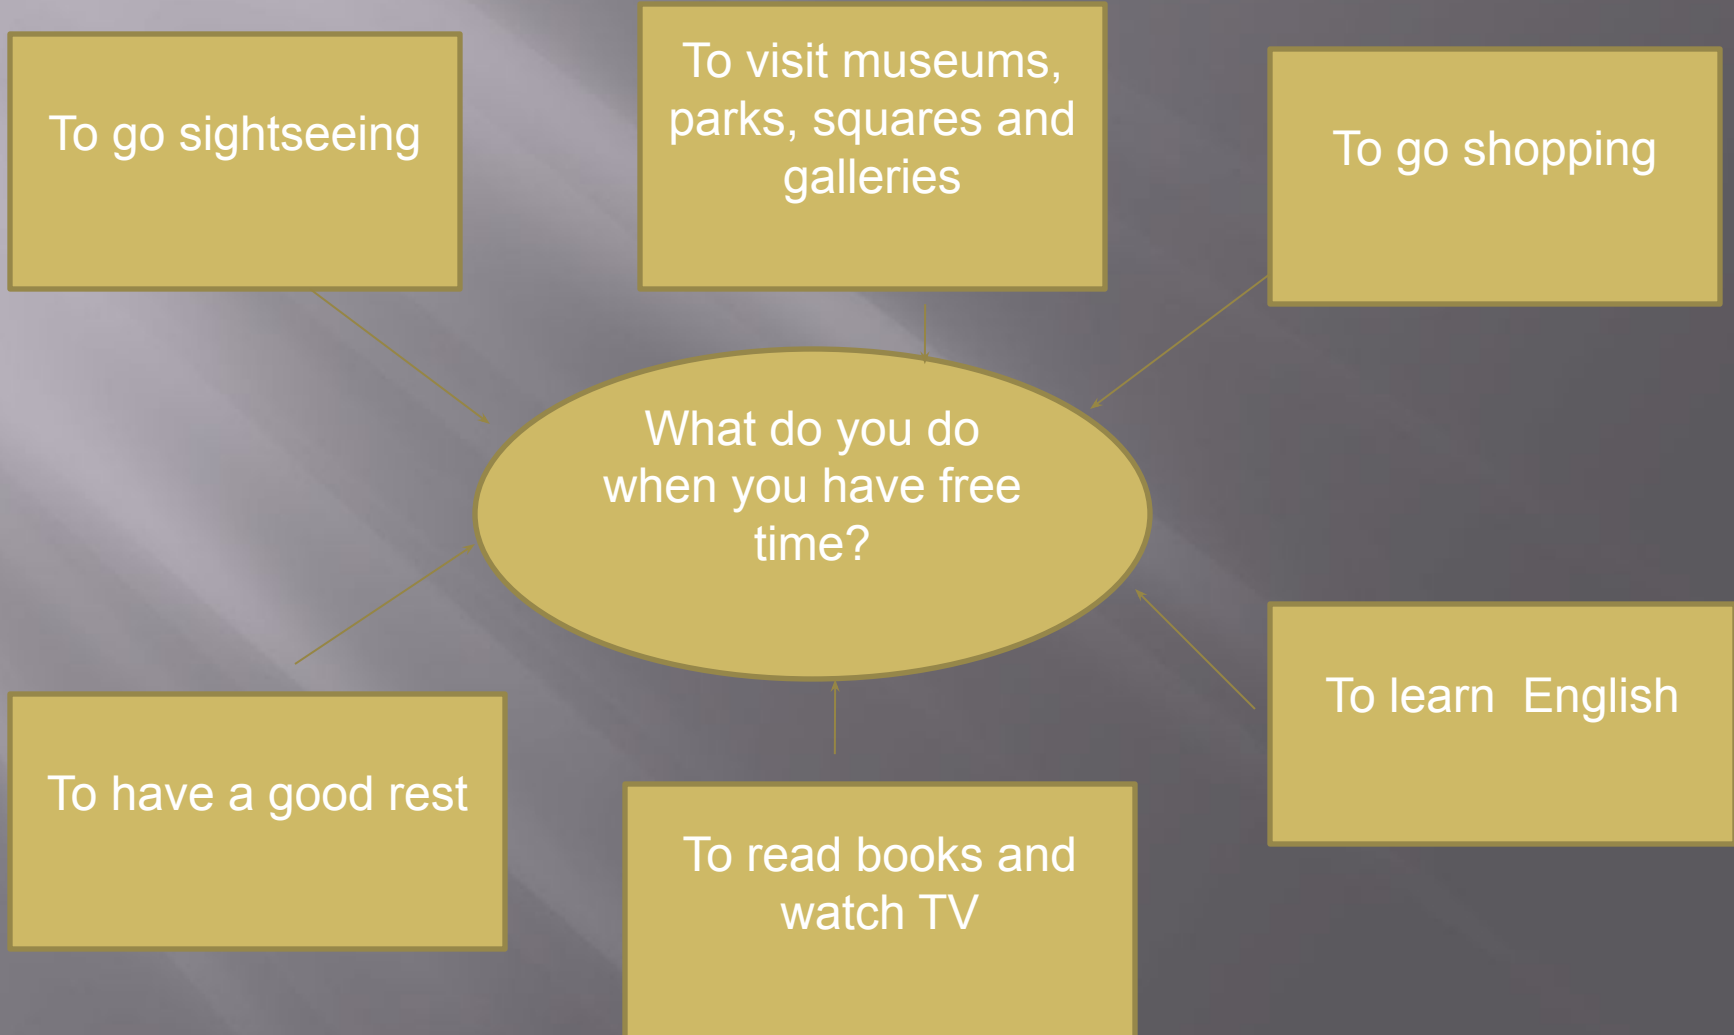 To go sightseeing
To visit museums,
parks, squares and
galleries
To go shopping
What do you do
when you have free
time?
To learn  English
To have a good rest
To read books and
watch TV